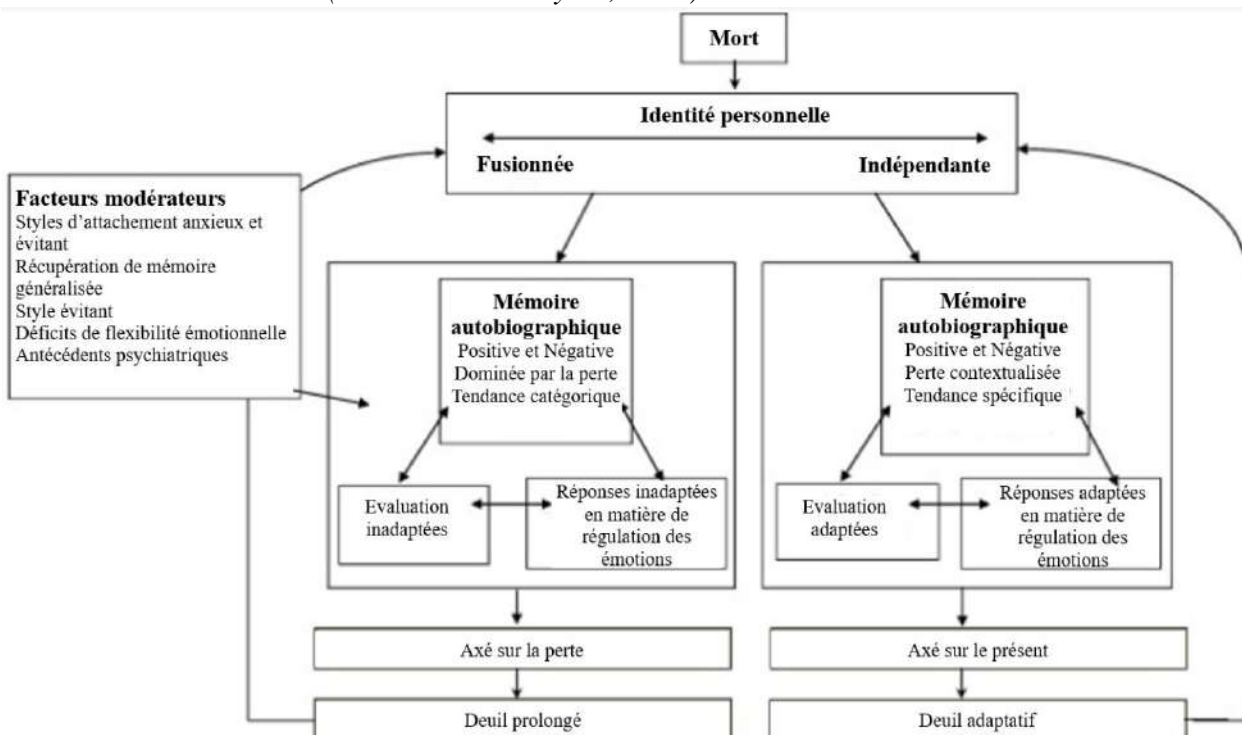 Mort
Identité personnelle
Fusionnée
Indépendante
Facteurs modérateurs
Styles d'attachement anxieux et
évitant
Récupération de mémoire
généralisée
Style évitant
Déficits de flexibilité émotionnelle
Antécédents psychiatriques
Mémoire
autobiographique
Positive et Négative
Dominée par la perte
Tendance catégorique
Evaluation
inadaptées
Réponses inadaptées
en matière de
régulation des
émotions
Axé sur la perte
Deuil prolongé
Mémoire
autobiographique
Positive et Négative
Perte contextualisée
Tendance spécifique
Evaluation
adaptées
Réponses adaptées
en matière de
régulation des
émotions
Axé sur le présent
Deuil adaptatif